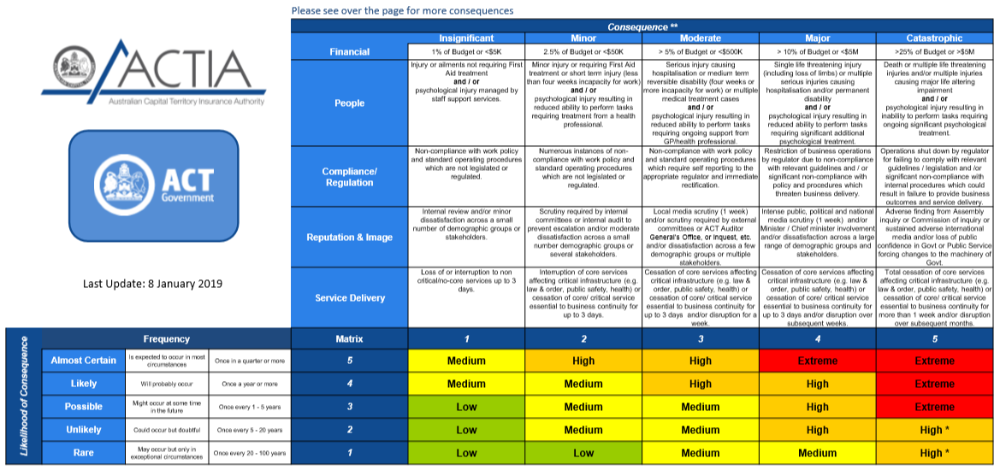 Please see over the page for more consequences
ACTIA
Australian Capital Territory Insurance Authority
ACT
Government
Last Update: 8 January 2019
Consequence **
Insignificant
Minor
Moderate
Major
Catastrophic
Financial
1% of Budget or <$5K
2.5% of Budget or <$50K
> 5% of Budget or <$500K
> 10% of Budget or <$5M
>25% of Budget or >$5M
People
Injury or ailments not requiring First
Aid treatment
and / or
psychological injury managed by
staff support services.
Minor injury or requiring First Aid
treatment or short term injury (less
than four weeks incapacity for work)
and / or
psychological injury resulting in
reduced ability to perform tasks
requiring treatment from a health
professional.
Serious injury causing
hospitalisation or medium term
reversible disability (four weeks or
more incapacity for work) or multiple
medical treatment cases
and / or
psychological injury resulting in
reduced ability to perform tasks
requiring ongoing support from
GP/health professional.
Single life threatening injury
(including loss of limbs) or multiple
serious injuries causing
hospitalisation and/or permanent
disability
and / or
psychological injury resulting in
reduced ability to perform tasks
requiring significant additional
psychological treatment.
Death or multiple life threatening
injuries and/or multiple injuries
causing major life altering
impairment
and / or
psychological injury resulting in
inability to perform tasks requiring
ongoing significant psychological
treatment.
Compliance/
Regulation
Non-compliance with work policy
and standard operating procedures
which are not legislated or
regulated.
Numerous instances of non-
compliance with work policy and
standard operating procedures
which are not legislated or
regulated.
Non-compliance with work policy
and standard operating procedures
which require self reporting to the
appropriate regulator and immediate
rectification.
Restriction of business operations
by regulator due to non-compliance
with relevant guidelines and / or
significant non-compliance with
policy and procedures which
threaten business delivery.
Operations shut down by regulator
for failing to comply with relevant
guidelines / legislation and /or
significant non-compliance with
internal procedures which could
result in failure to provide business
outcomes and service delivery.
Reputation & Image
Internal review and/or minor
dissatisfaction across a small
number of demographic groups or
stakeholders.
Scrutiny required by internal
committees or internal audit to
prevent escalation and/or moderate
dissatisfaction across a small
number demographic groups or
several stakeholders.
Local media scrutiny (1 week)
and/or scrutiny required by external
committees or ACT Auditor
General's Office, or inquest, etc.
and/or dissatisfaction across a few
demographic groups or multiple
stakeholders.
Intense public, political and national
media scrutiny (1 week) and/or
Minister / Chief minister involvement
and/or dissatisfaction across a large
range of demographic groups and
stakeholders.
Adverse finding from Assembly
inquiry or Commission of inquiry or
sustained adverse international
media and/or loss of public
confidence in Govt or Public Service
forcing changes to the machinery of
Govt.
Service Delivery
Loss of or interruption to non
critical/no-core services up to 3
days.
Interruption of core services
affecting critical infrastructure (e.g.
law & order, public safety, health) or
cessation of core/ critical service
essential to business continuity for
up to 3 days.
Cessation of core services affecting
critical infrastructure (e.g. law &
order, public safety, health) or
cessation of core/ critical service
essential to business continuity for
up to 3 days and/or disruption for a
week.
Cessation of core services affecting
critical infrastructure (e.g. law &
order, public safety, health) or
cessation of core/ critical service
essential to business continuity for
up to 3 days and/or disruption over
subsequent weeks.
Total cessation of core services
affecting critical infrastructure (e.g.
law & order, public safety, health) or
cessation of core/ critical service
essential to business continuity for
more than 1 week and/or disruption
over subsequent months.
Likelihood of Consequence
Frequency
Matrix
1
2
3
4
5
Almost Certain
Is expected to occur in most
circumstances
Once in a quarter or more
5
Medium
High
High
Extreme
Extreme
Likely
Will probably occur
Once a year or more
4
Medium
Medium
High
High
Extreme
Possible
Might occur at some time
in the future
Once every 1 - 5 years
3
Low
Medium
Medium
High
Extreme
Unlikely
Could occur but doubtful
Once every 5 - 20 years
2
Low
Medium
Medium
High
High *
Rare
May occur but only in
exceptional circumstances
Once every 20 - 100 years
1
Low
Low
Medium
Medium
High *